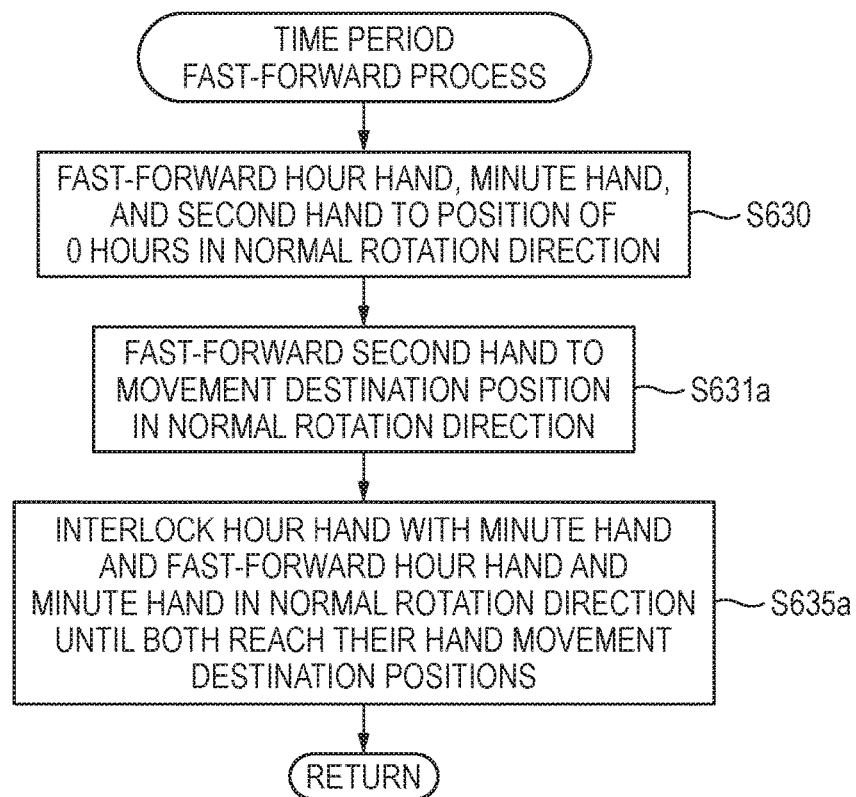 TIME PERIOD
FAST-FORWARD PROCESS
FAST-FORWARD HOUR HAND, MINUTE HAND,
AND SECOND HAND TO POSITION OF
0 HOURS IN NORMAL ROTATION DIRECTION
S630
FAST-FORWARD SECOND HAND TO
MOVEMENT DESTINATION POSITION
IN NORMAL ROTATION DIRECTION
S631a
INTERLOCK HOUR HAND WITH MINUTE HAND
AND FAST-FORWARD HOUR HAND AND
MINUTE HAND IN NORMAL ROTATION DIRECTION
UNTIL BOTH REACH THEIR HAND MOVEMENT
DESTINATION POSITIONS
S635a
RETURN